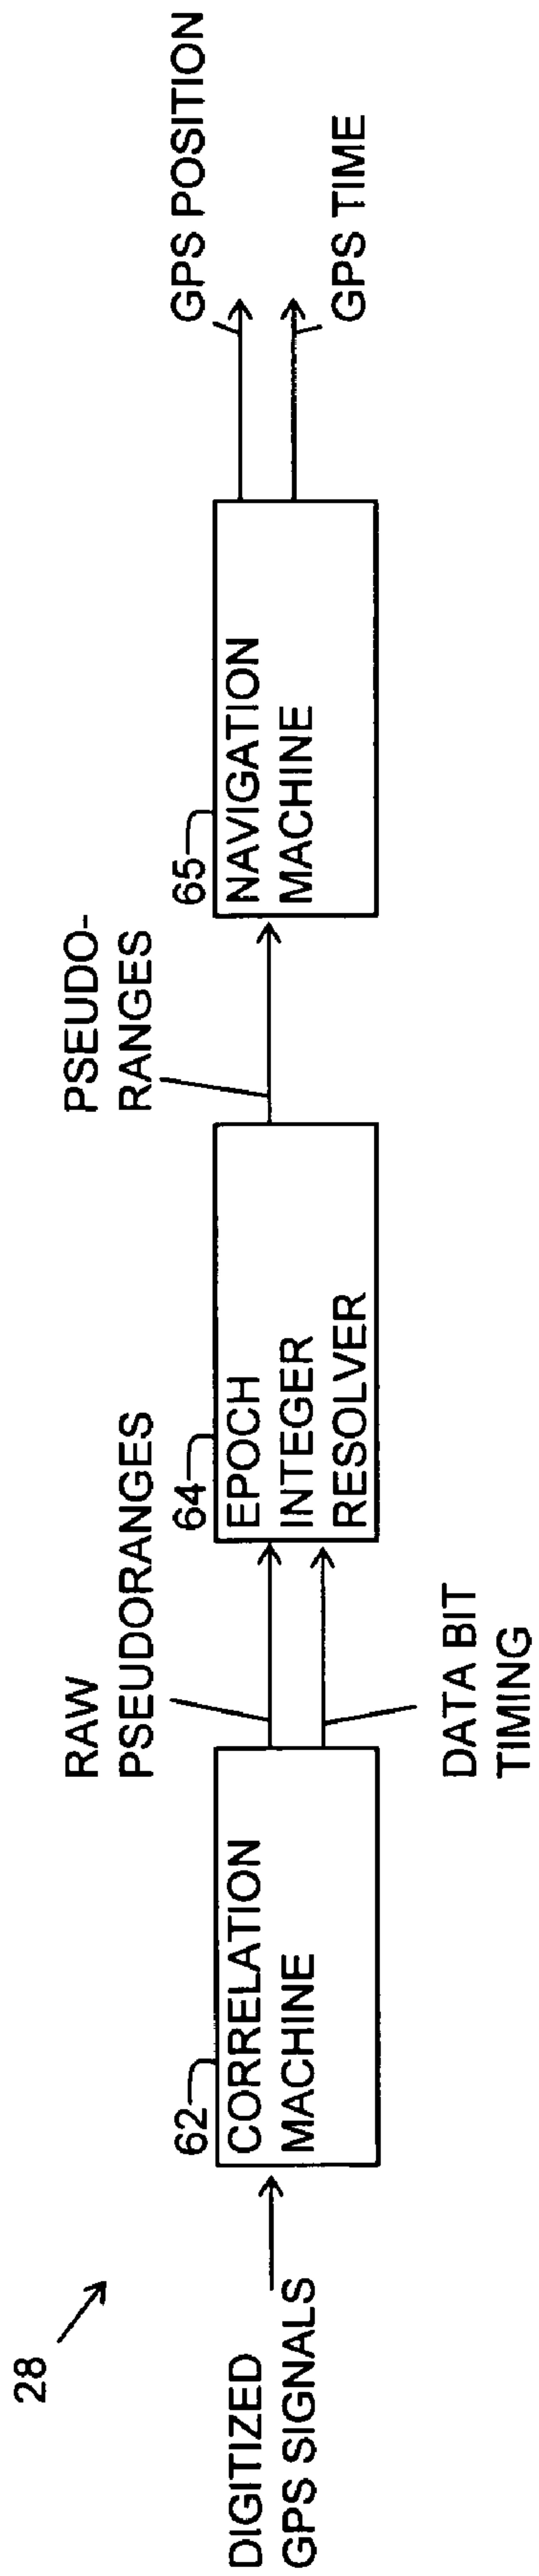 28
DIGITIZED
GPS SIGNALS
62
CORRELATION
MACHINE
RAW
PSEUDORANGES
DATA BIT
TIMING
64
EPOCH
INTEGER
RESOLVER
PSEUDO-
RANGES
65
NAVIGATION
MACHINE
GPS POSITION
GPS TIME